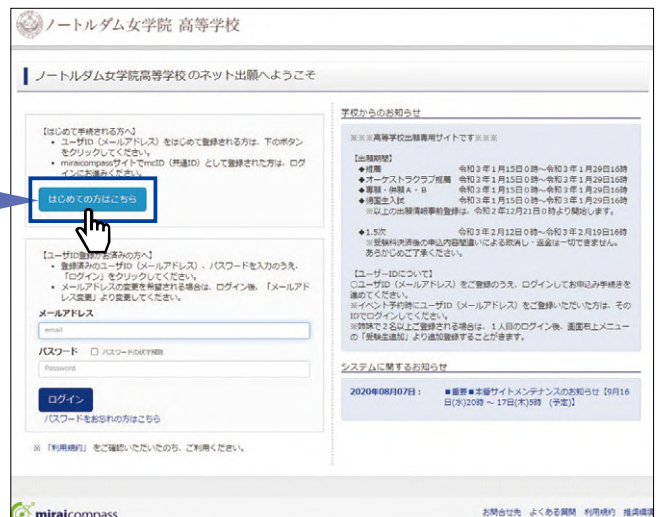 ノートルダム女学院 高等学校
ノートルダム女学院高等学校のネット出願へようこそ
【はじめて手続される方へ】
• ユーザID（メールアドレス）をはじめて登録される方は、下のボタン
をクリックしてください。
• miraicompassサイトでmcID（共通ID）として登録された方は、ログ
インにお進みください。
はじめての方はこちら
【ユーザID登録がお済みの方へ】
• 登録済みのユーザID（メールアドレス）、パスワードを入力のうえ、
「ログイン」をクリックしてください。
• メールアドレスの変更を希望される場合は、ログイン後、「メールアド
レス変更」より変更してください。
メールアドレス
email
パスワード □ パスワードの伏字解除
Password
ログイン
パスワードをお忘れの方はこちら
※ 「利用規約」 をご確認いただいたのち、ご利用ください。
学校からのお知らせ
※※※高等学校出願専用サイトです※※※
【出願期間】
◆推薦 令和３年１月15日０時～令和３年１月29日16時
◆オーケストラクラブ推薦 令和３年１月15日０時～令和３年１月29日16時
◆専願・併願Ａ・Ｂ 令和３年１月15日０時～令和３年１月29日16時
◆帰国生入試 令和３年１月15日０時～令和３年１月29日16時
※以上の出願情報事前登録は、令和２年12月21日０時より開始します。
◆1.5次 令和３年２月12日０時～令和３年２月19日16時
※受験料決済後の申込内容間違いによる取消し・返金は一切できません。
あらかじめご了承ください。
【ユーザーIDについて】
○ユーザID（メールアドレス）をご登録のうえ、ログインしてお申込み手続きを
進めてください。
※イベント予約時にユーザID（メールアドレス）をご登録いただいた方は、その
IDでログインしてください。
※姉妹で２名以上ご登録される場合は、１人目のログイン後、画面右上メニュー
の「受験生追加」より追加登録することができます。
システムに関するお知らせ
2020年08月07日： ■重要■本番サイトメンテナンスのお知らせ【9月16
日(水)20時 ～ 17日(木)5時 (予定)】
miraicompass
お問合せ先 よくある質問 利用規約 推奨環境